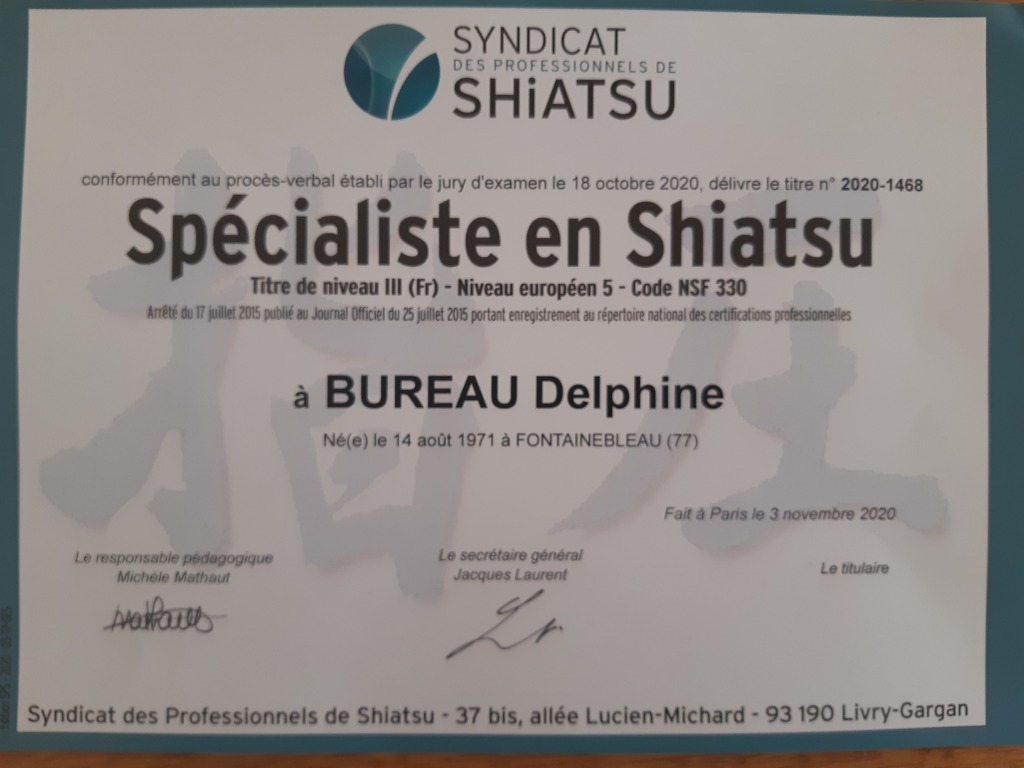 SYNDICAT
DES PROFESSIONNELS DE
SHiATSU
conformément au procès-verbal établi par le jury d'examen le 18 octobre 2020, délivre le titre n° 2020-1468
Spécialiste en Shiatsu
Titre de niveau III (Fr) - Niveau européen 5 - Code NSF 330
Arrêté du 17 juillet 2015 publié au Journal Officiel du 25 juillet 2015 portant enregistrement au répertoire national des certifications professionnelles
指圧
à BUREAU Delphine
Né(e) le 14 août 1971 à FONTAINEBLEAU (77)
Fait à Paris le 3 novembre 2020
Le responsable pédagogique
Michèle Mathaut
Le secrétaire général
Jacques Laurent
Le titulaire
Syndicat des Professionnels de Shiatsu - 37 bis, allée Lucien-Michard - 93 190 Livry-Gargan